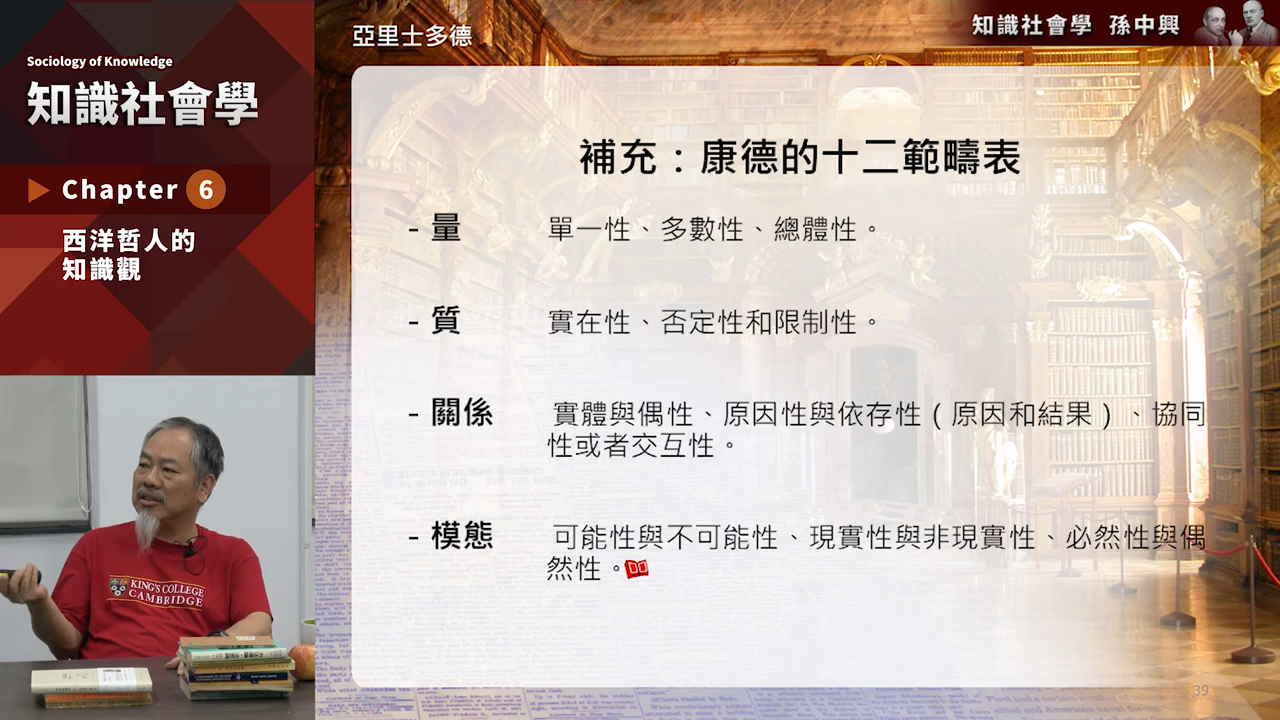 Sociology of Knowledge
知識社會學
Chapter 6
西洋哲人的
知識觀
亞里士多德
知識社會學 孫中興
補充：康德的十二範疇表
- 量 單一性、多數性、總體性。
- 質 實在性、否定性和限制性。
- 關係 實體與偶性、原因性與依存性（原因和結果）、協同
性或者交互性。
- 模態 可能性與不可能性、現實性與非現實性、必然性與偶
然性。
KING'S COLLEGE
CAMBRIDGE
39